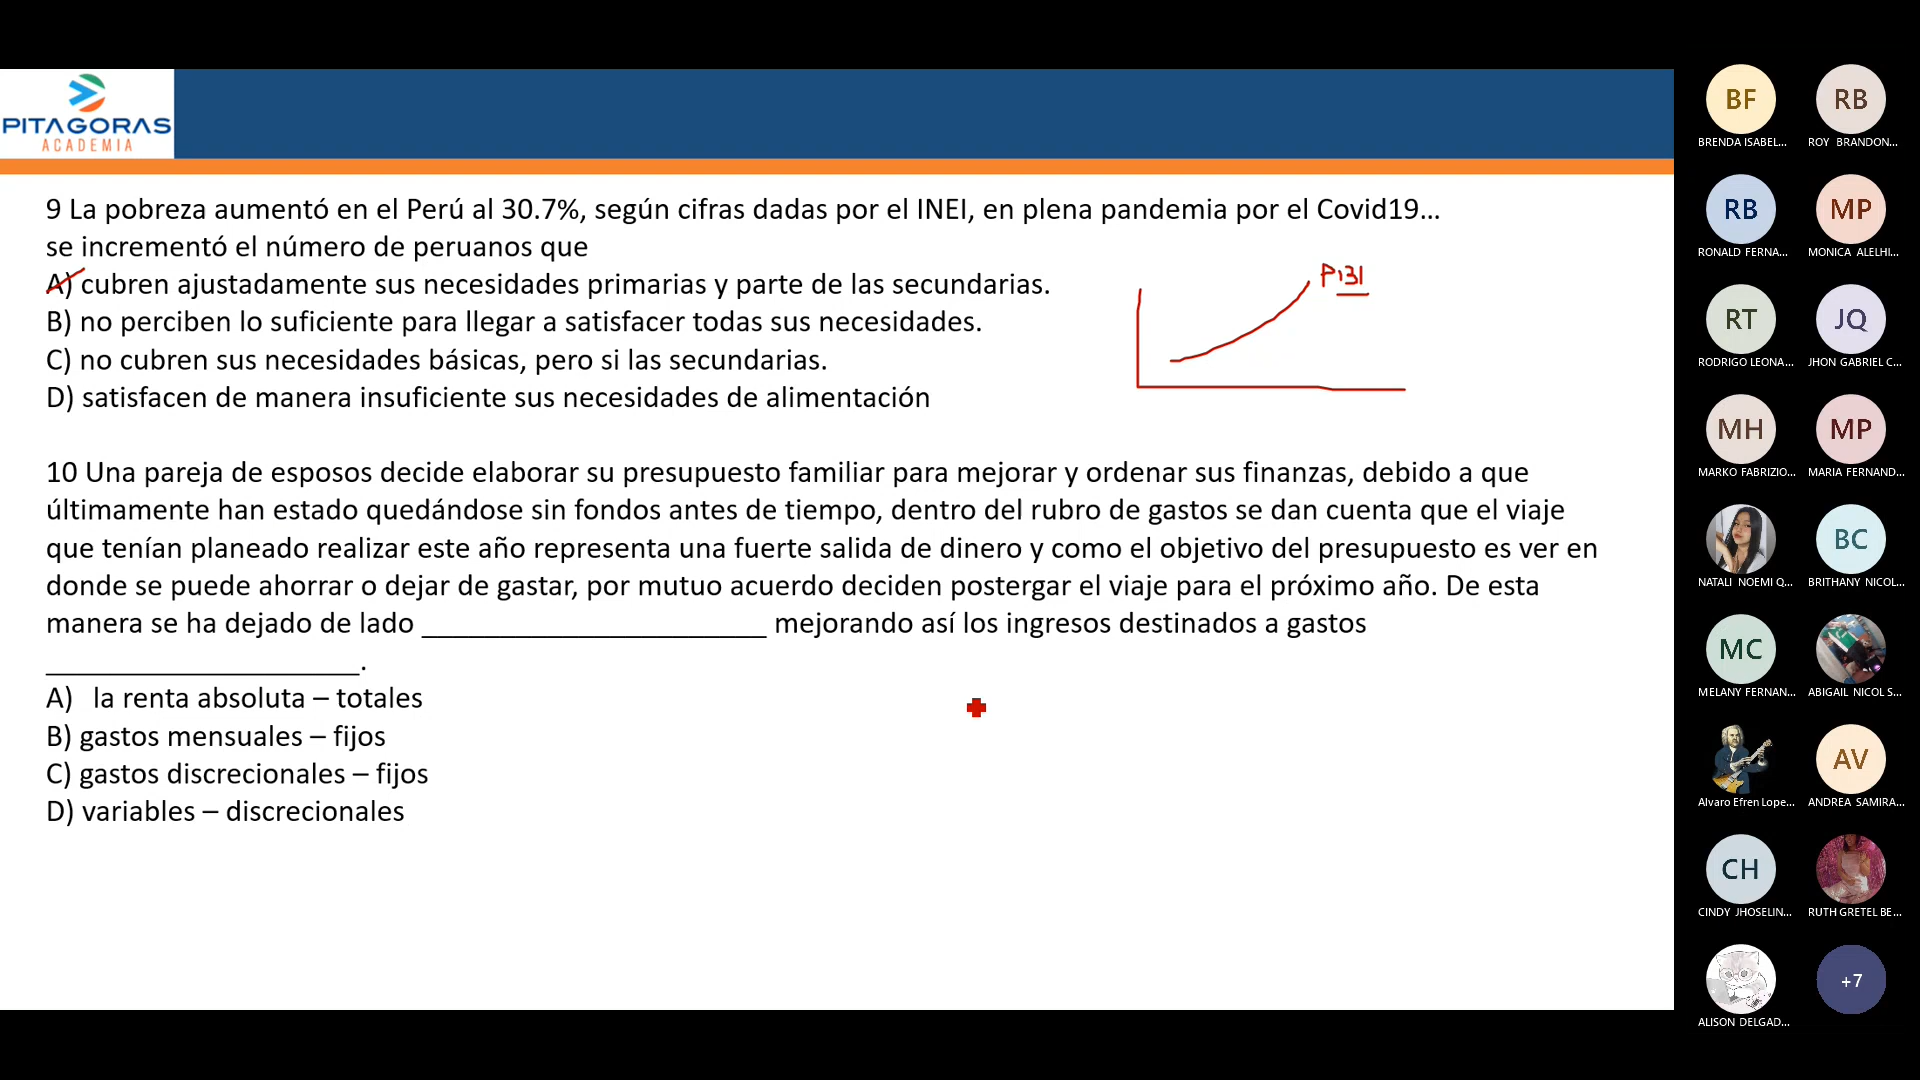 PITAGORAS
ACADEMIA
9 La pobreza aumentó en el Perú al 30.7%, según cifras dadas por el INEI, en plena pandemia por el Covid19...
se incrementó el número de peruanos que
A) cubren ajustadamente sus necesidades primarias y parte de las secundarias.
B) no perciben lo suficiente para llegar a satisfacer todas sus necesidades.
C) no cubren sus necesidades básicas, pero si las secundarias.
D) satisfacen de manera insuficiente sus necesidades de alimentación
10 Una pareja de esposos decide elaborar su presupuesto familiar para mejorar y ordenar sus finanzas, debido a que
últimamente han estado quedándose sin fondos antes de tiempo, dentro del rubro de gastos se dan cuenta que el viaje
que tenían planeado realizar este año representa una fuerte salida de dinero y como el objetivo del presupuesto es ver en
donde se puede ahorrar o dejar de gastar, por mutuo acuerdo deciden postergar el viaje para el próximo año. De esta
manera se ha dejado de lado ______________________ mejorando así los ingresos destinados a gastos
____________________.
A) la renta absoluta – totales
B) gastos mensuales – fijos
C) gastos discrecionales – fijos
D) variables – discrecionales
BF
BRENDA ISABEL...
RB
ROY BRANDON...
RB
RONALD FERNA...
MP
MONICA ALELHI...
RT
RODRIGO LEONA...
JQ
JHON GABRIEL C...
MH
MARKO FABRIZIO...
MP
MARIA FERNAND...
NATALI NOEMI Q...
BC
BRITHANY NICOL...
MC
MELANY FERNAN...
ABIGAIL NICOL S...
Alvaro Efren Lope...
AV
ANDREA SAMIRA...
CH
CINDY JHOSELIN...
RUTH GRETEL BE...
ALISON DELGAD...
+7